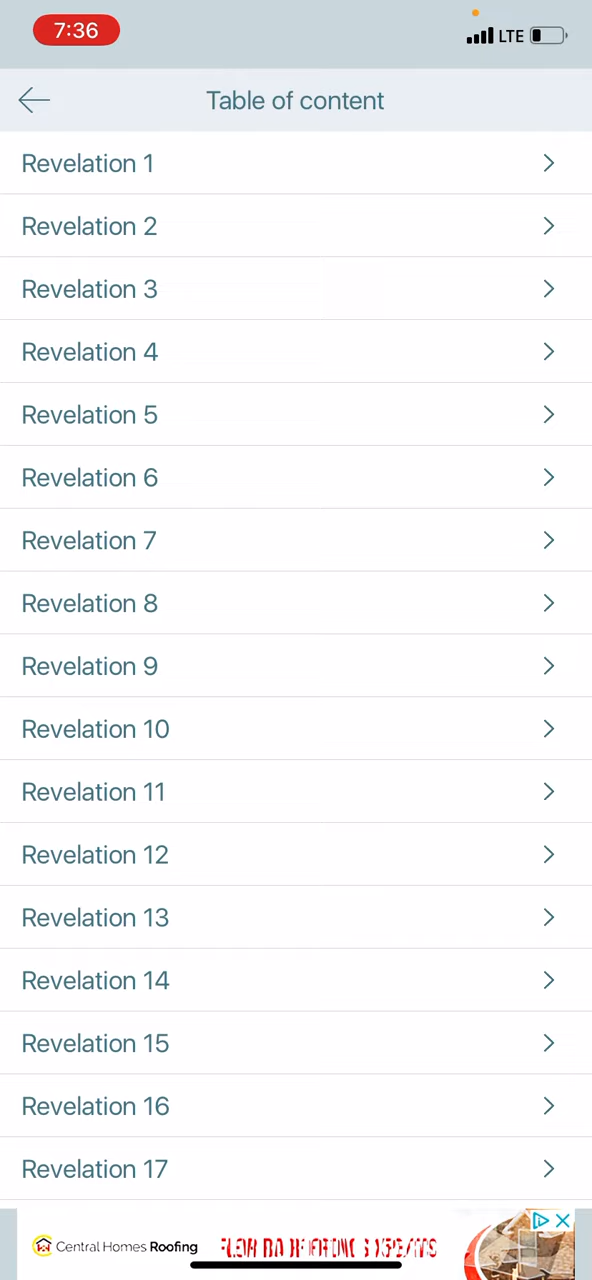 7:36
LTE
Table of content
Revelation 1
Revelation 2
Revelation 3
Revelation 4
Revelation 5
Revelation 6
Revelation 7
Revelation 8
Revelation 9
Revelation 10
Revelation 11
Revelation 12
Revelation 13
Revelation 14
Revelation 15
Revelation 16
Revelation 17
Central Homes Roofing